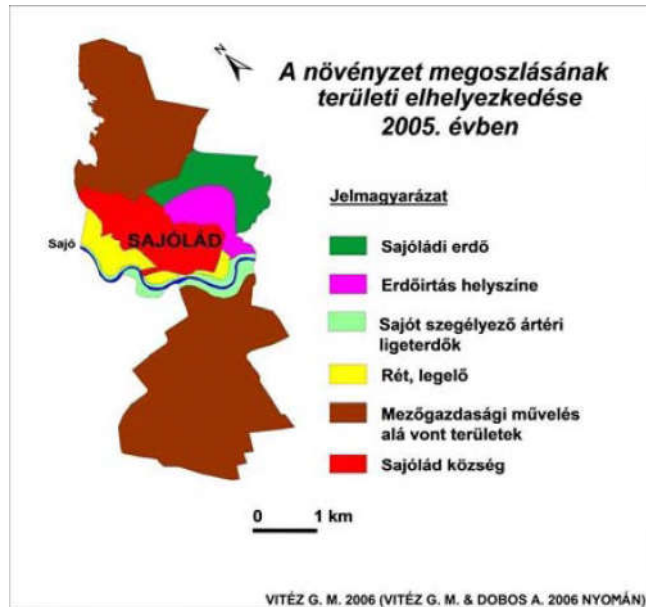 N
A növényzet megoszlásának
területi elhelyezkedése
2005. évben
Jelmagyarázat
Sajó
SAJÓLÁD
Sajóládi erdő
Erdőirtás helyszíne
Sajót szegélyező ártéri
ligeterdők
Rét, legelő
Mezőgazdasági művelés
alá vont területek
Sajólád község
0 1 km
VITÉZ G. M. 2006 (VITÉZ G. M. & DOBOS A. 2006 NYOMÁN)